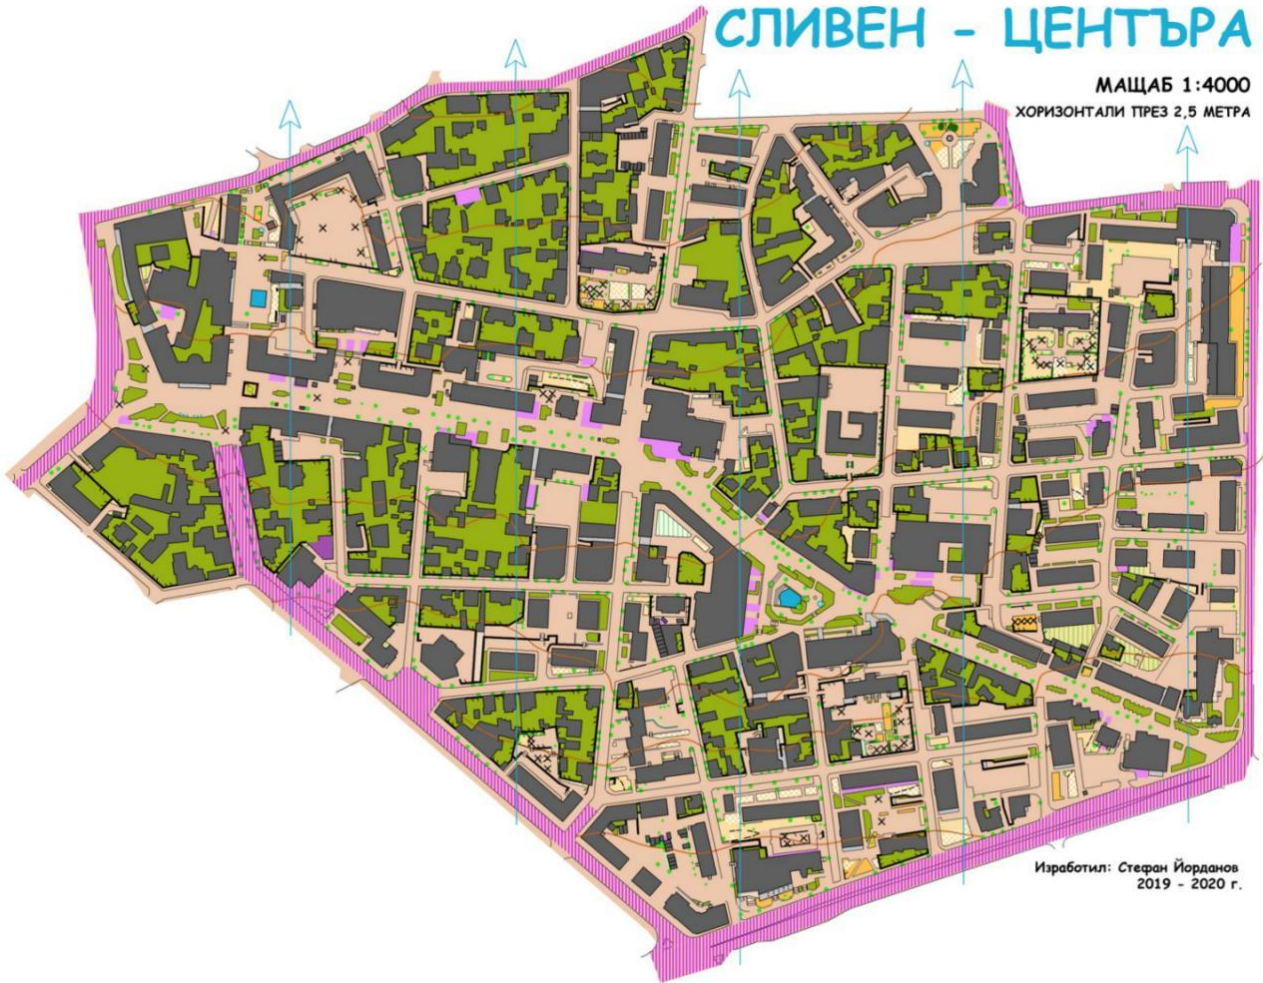 СЛИВЕН - ЦЕНТЪРА
МАЩАБ 1:4000
ХОРИЗОНТАЛИ ПРЕЗ 2,5 МЕТРА
Изработил: Стефан Йорданов
2019 - 2020 г.